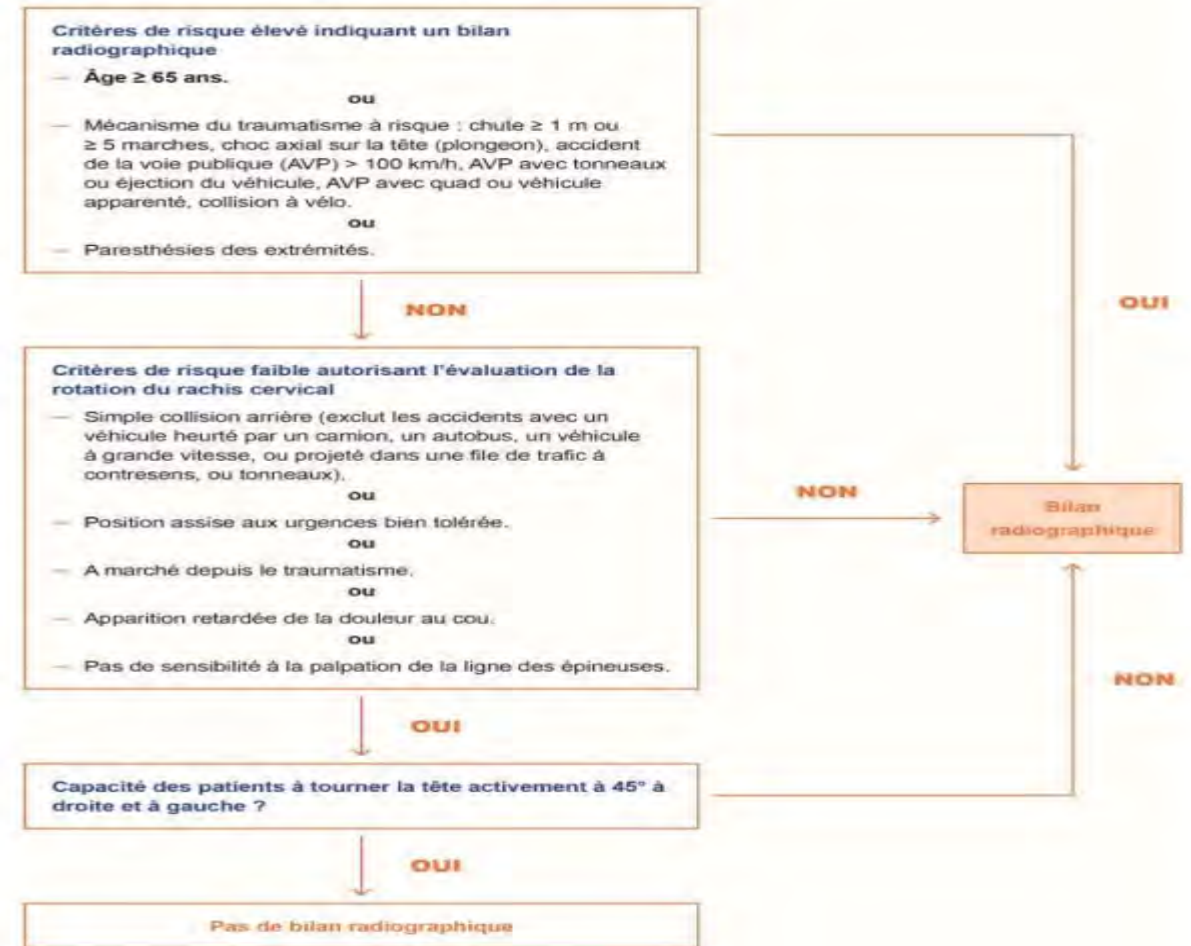 Critères de risque élevé indiquant un bilan
radiographique
— Âge ≥ 65 ans.
ou
— Mécanisme du traumatisme à risque : chute ≥ 1 m ou
≥ 5 marches, choc axial sur la tête (plongeon), accident
de la voie publique (AVP) > 100 km/h, AVP avec tonneaux
ou éjection du véhicule, AVP avec quad ou véhicule
apparenté, collision à vélo.
ou
— Paresthésies des extrémités.
NON
OUI
Critères de risque faible autorisant l'évaluation de la
rotation du rachis cervical
— Simple collision arrière (exclut les accidents avec un
véhicule heurté par un camion, un autobus, un véhicule
à grande vitesse, ou projeté dans une file de trafic à
contresens, ou tonneaux).
ou
— Position assise aux urgences bien tolérée.
ou
— A marché depuis le traumatisme.
ou
— Apparition retardée de la douleur au cou.
ou
— Pas de sensibilité à la palpation de la ligne des épineuses.
NON
Bilan
radiographique
OUI
NON
Capacité des patients à tourner la tête activement à 45° à
droite et à gauche ?
OUI
Pas de bilan radiographique